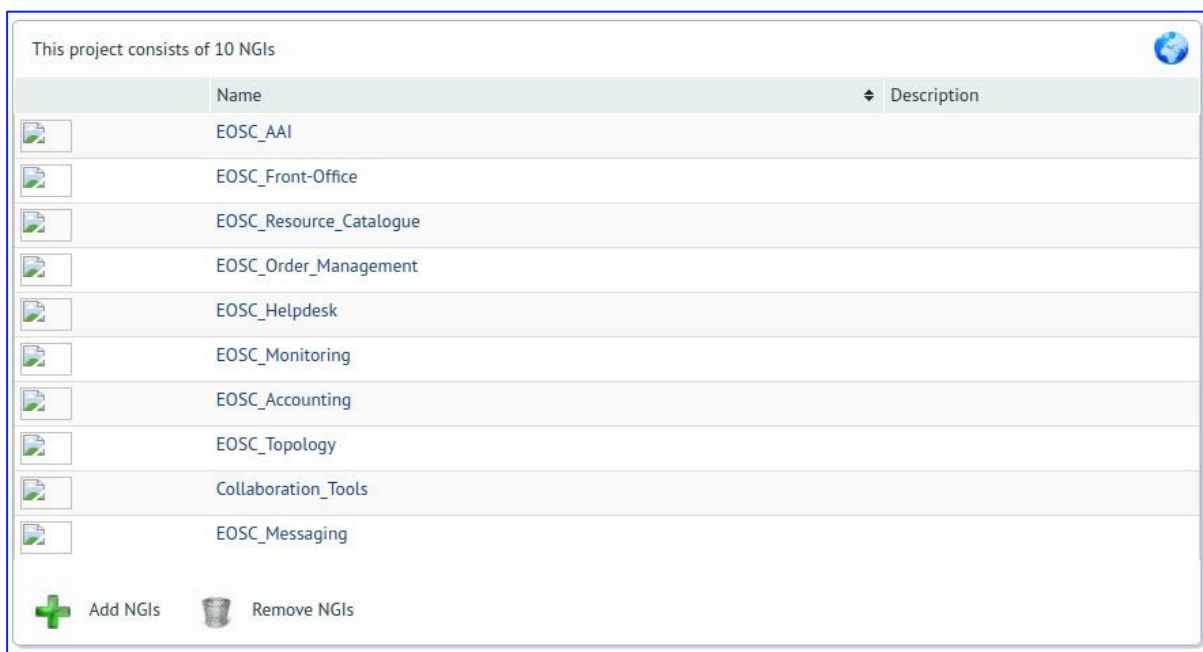 This project consists of 10 NGIs
Name Description
EOSC_AAI
EOSC_Front-Office
EOSC_Resource_Catalogue
EOSC_Order_Management
EOSC_Helpdesk
EOSC_Monitoring
EOSC_Accounting
EOSC_Topology
Collaboration_Tools
EOSC_Messaging
Add NGIs Remove NGIs